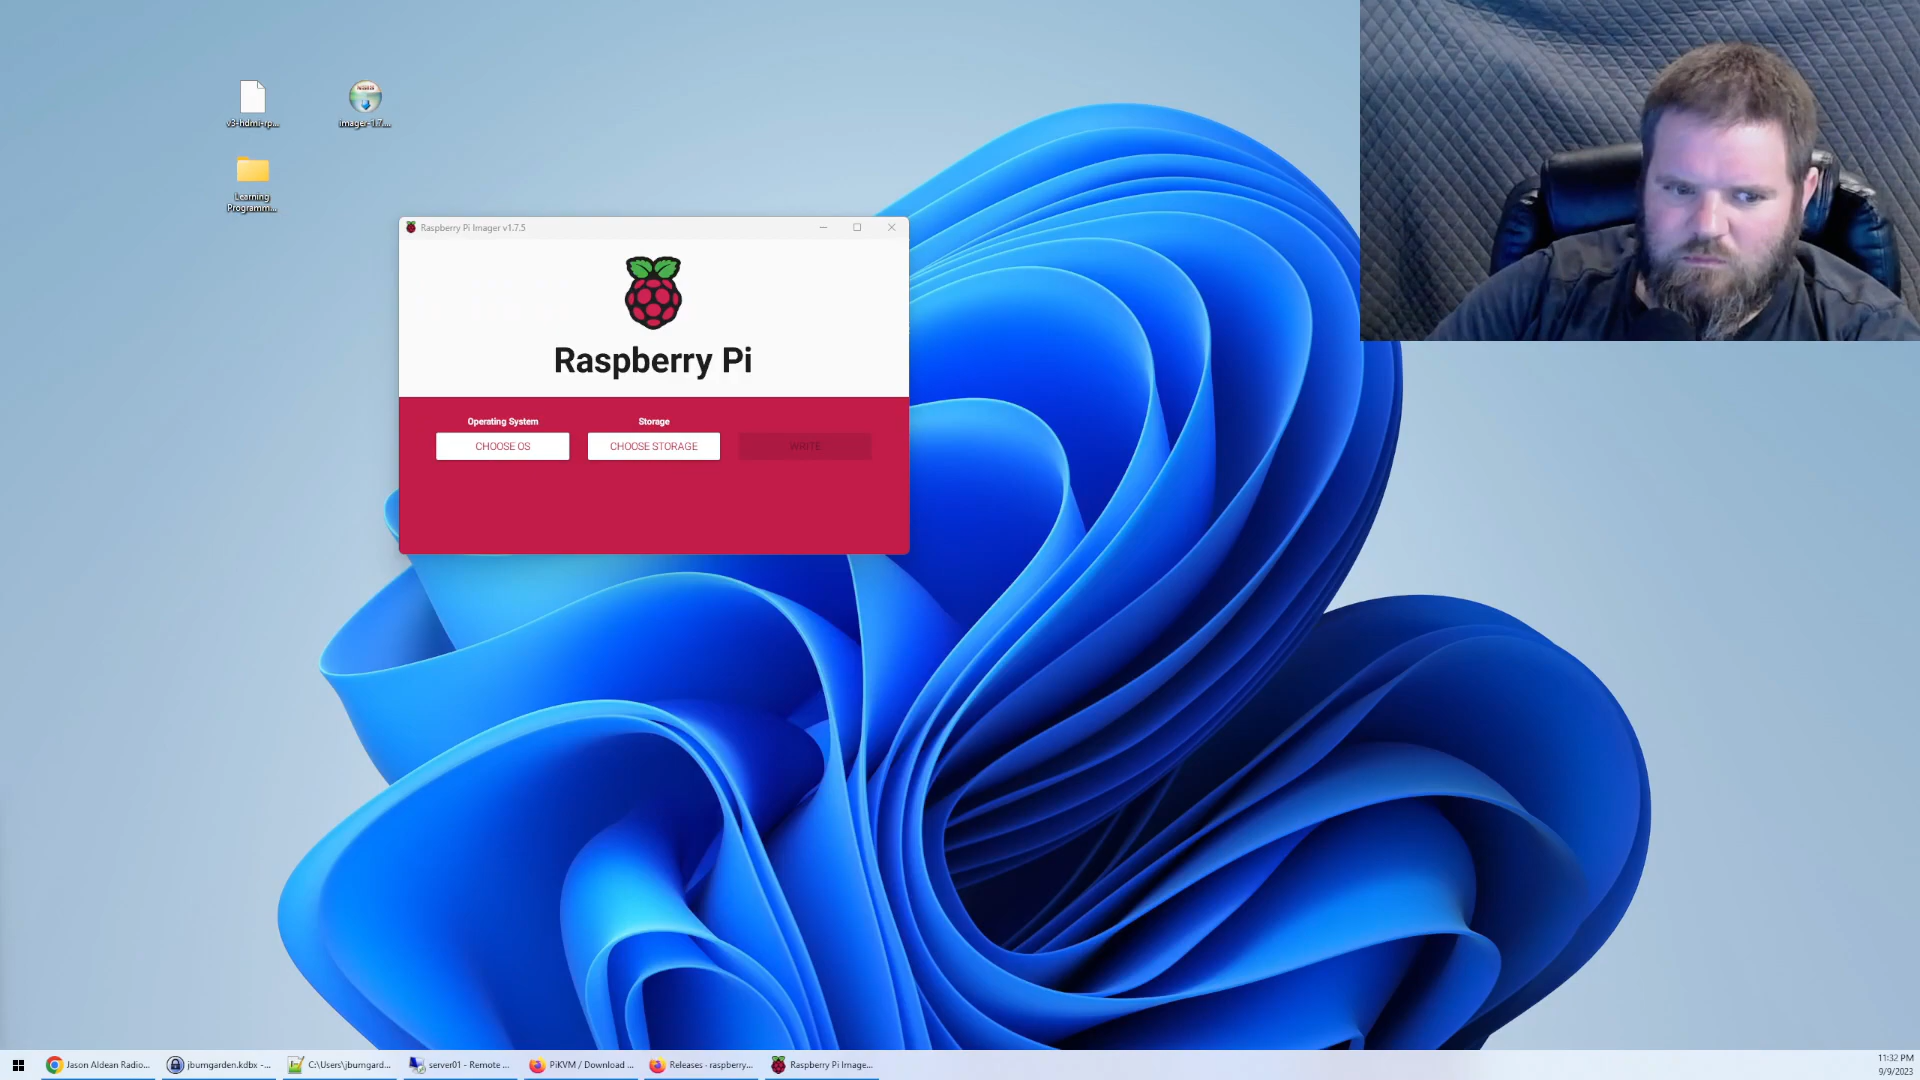 v3-hdmi-rp...
imager-1.7....
Learning
Programm...
Raspberry Pi Imager v1.7.5
Raspberry Pi
Operating System
Storage
CHOOSE OS
CHOOSE STORAGE
WRITE
Jason Aldean Radio...
jbumgarden.kdbx -...
C:\Users\jbumgard...
server01 - Remote ...
PiKVM / Download ...
Releases · raspberry...
Raspberry Pi Image...
11:32 PM
9/9/2023